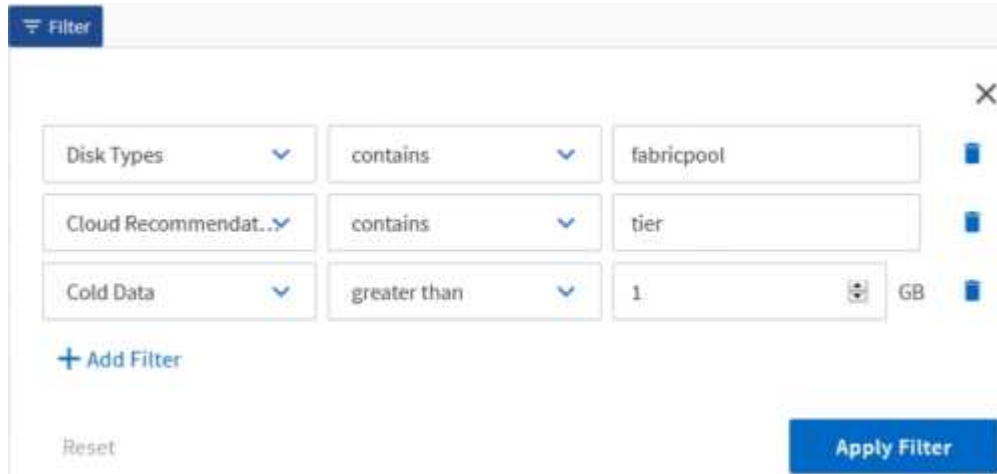 Filter
Disk Types contains fabricpool
Cloud Recommendat... contains tier
Cold Data greater than 1 GB
+ Add Filter
Reset Apply Filter